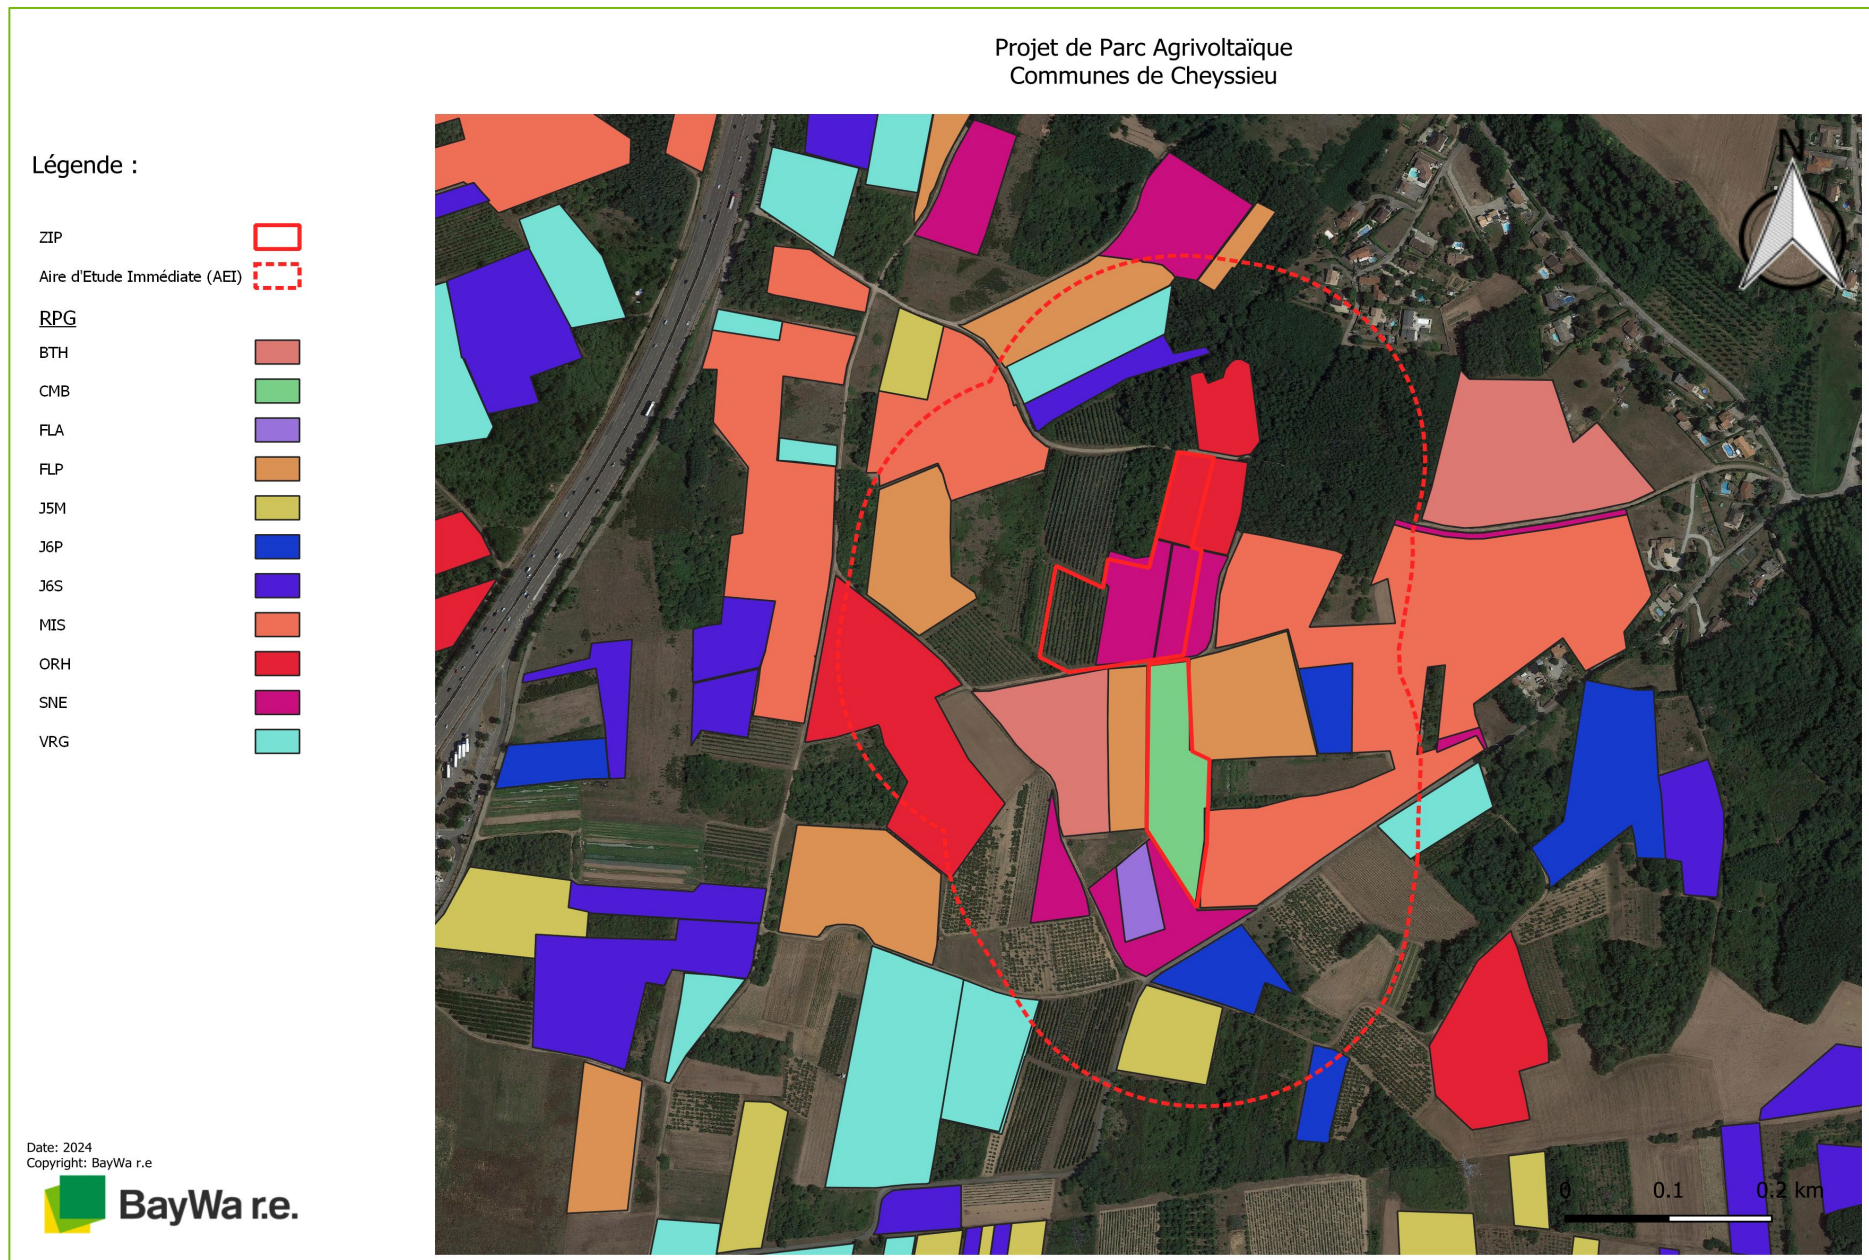 Projet de Parc Agrivoltaïque
Communes de Cheyssieu
Légende :
ZIP
Aire d'Etude Immédiate (AEI)
RPG
BTH
CMB
FLA
FLP
J5M
J6P
J6S
MIS
ORH
SNE
VRG
N
0 0.1 0.2 km
Date: 2024
Copyright: BayWa r.e
BayWa r.e.